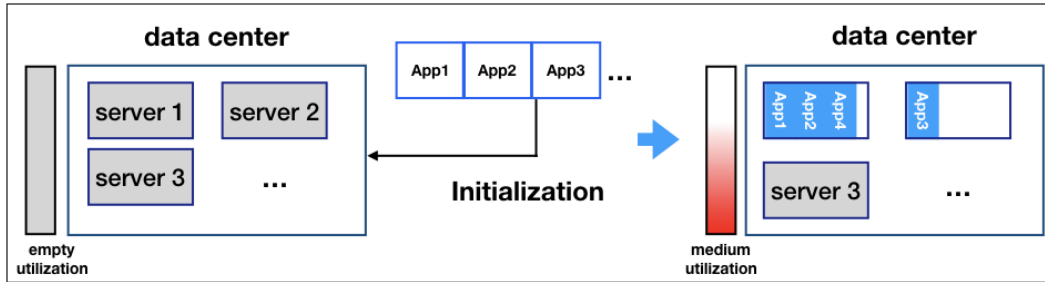 data center
server 1
server 2
server 3
...
empty
utilization
App1
App2
App3
...
Initialization
data center
App1
App2
App4
App3
server 3
...
medium
utilization